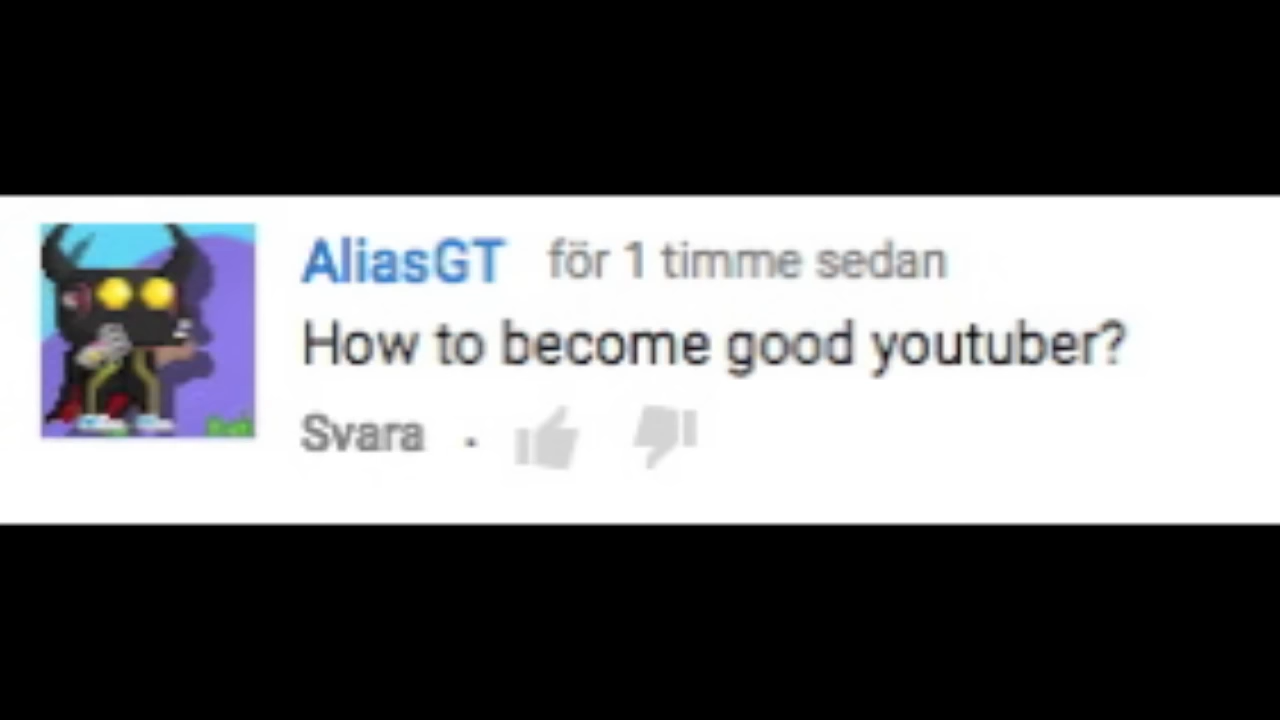 AliasGT för 1 timme sedan
How to become good youtuber?
Svara ·